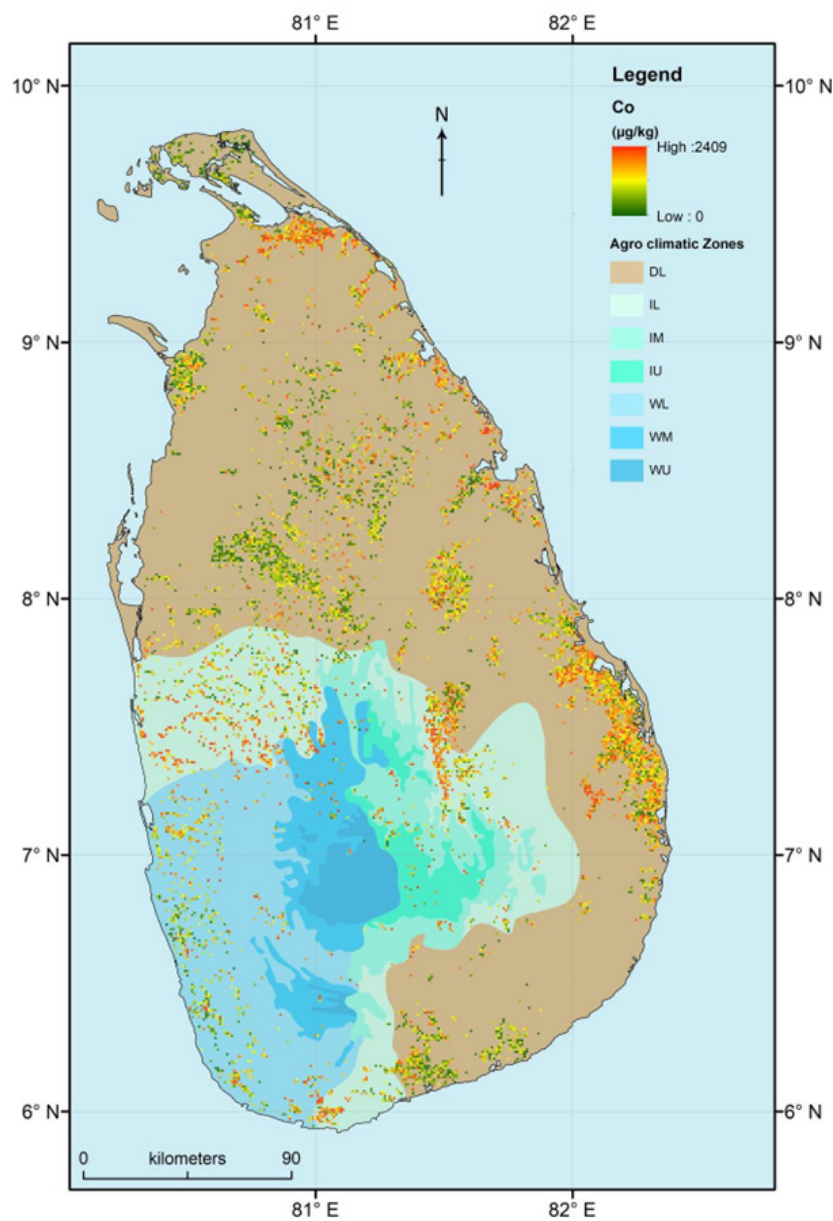 81° E 82° E
10° N 10° N
Legend
Co
(µg/kg)
High :2409
Low : 0
N
Agro climatic Zones
DL
IL
IM
IU
WL
WM
WU
9° N 9° N
8° N 8° N
7° N 7° N
6° N 6° N
0 kilometers 90
81° E 82° E